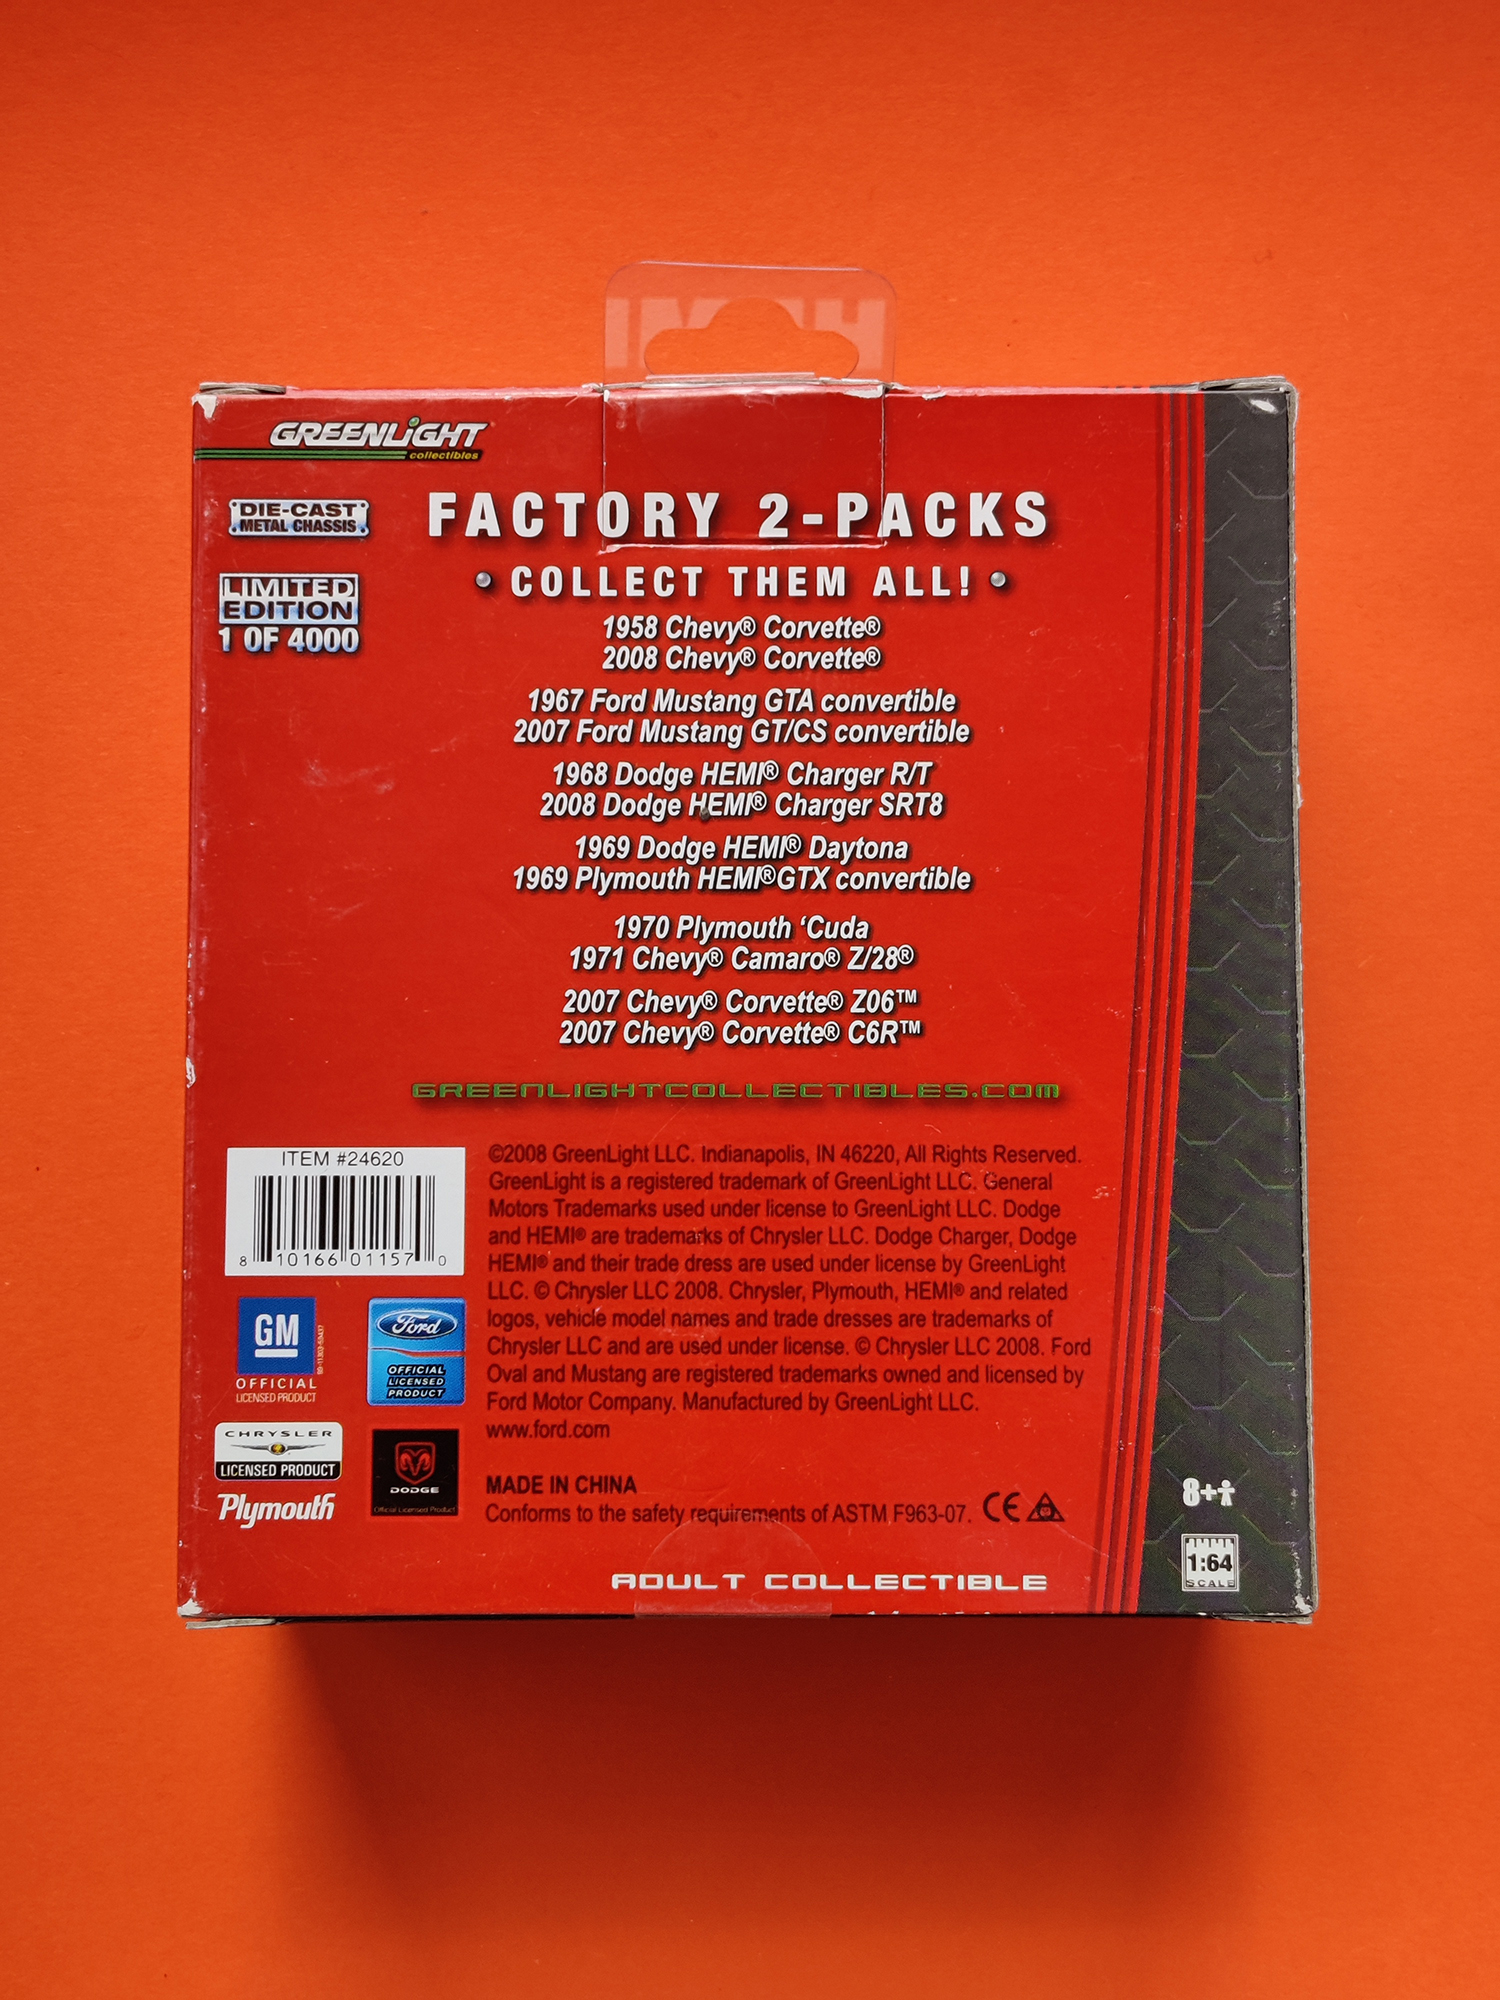 GREENLiGHT
collectibles
DIE-CAST
METAL CHASSIS
FACTORY 2-PACKS
LIMITED
EDITION
1 OF 4000
• COLLECT THEM ALL! •
1958 Chevy® Corvette®
2008 Chevy® Corvette®
1967 Ford Mustang GTA convertible
2007 Ford Mustang GT/CS convertible
1968 Dodge HEMI® Charger R/T
2008 Dodge HEMI® Charger SRT8
1969 Dodge HEMI® Daytona
1969 Plymouth HEMI® GTX convertible
1970 Plymouth ‘Cuda
1971 Chevy® Camaro® Z/28®
2007 Chevy® Corvette® Z06™
2007 Chevy® Corvette® C6R™
GREENLIGHTCOLLECTIBLES.COM
ITEM #24620
8 10166 01157 0
GM
OFFICIAL
LICENSED PRODUCT
Ford
OFFICIAL
LICENSED
PRODUCT
CHRYSLER
LICENSED PRODUCT
Plymouth
DODGE
Official Licensed Product
©2008 GreenLight LLC. Indianapolis, IN 46220, All Rights Reserved.
GreenLight is a registered trademark of GreenLight LLC. General
Motors Trademarks used under license to GreenLight LLC. Dodge
and HEMI® are trademarks of Chrysler LLC. Dodge Charger, Dodge
HEMI® and their trade dress are used under license by GreenLight
LLC. © Chrysler LLC 2008. Chrysler, Plymouth, HEMI® and related
logos, vehicle model names and trade dresses are trademarks of
Chrysler LLC and are used under license. © Chrysler LLC 2008. Ford
Oval and Mustang are registered trademarks owned and licensed by
Ford Motor Company. Manufactured by GreenLight LLC.
www.ford.com
MADE IN CHINA
Conforms to the safety requirements of ASTM F963-07. CE
8+
1:64
SCALE
ADULT COLLECTIBLE